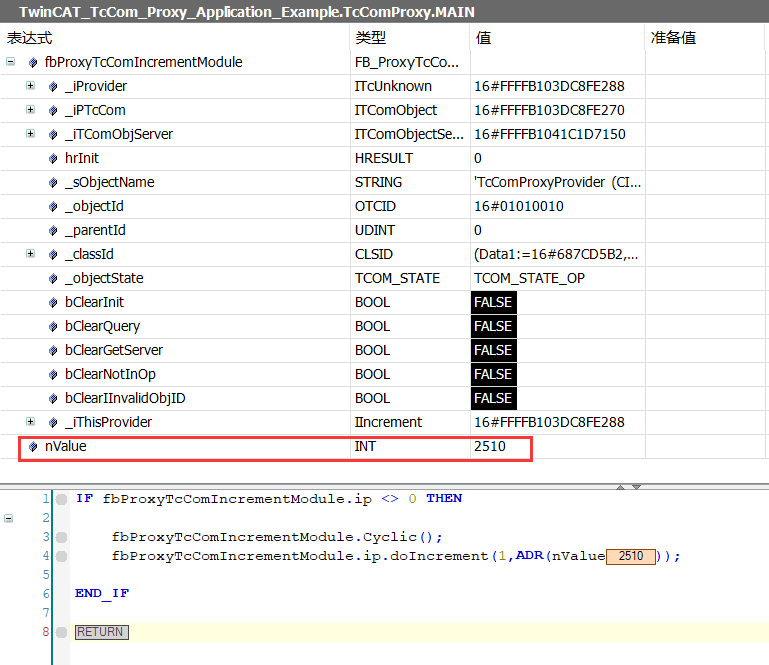 TwinCAT_TcCom_Proxy_Application_Example.TcComProxy.MAIN
表达式 类型 值 准备值
fbProxyTcComIncrementModule FB_ProxyTcCo...
_iProvider ITcUnknown 16#FFFFB103DC8FE288
_iPTcCom ITComObject 16#FFFFB103DC8FE270
_iTComObjServer ITComObjectSe... 16#FFFFB1041C1D7150
hrInit HRESULT 0
_sObjectName STRING 'TcComProxyProvider (CI...
_objectId OTCID 16#01010010
_parentId UDINT 0
_classId CLSID (Data1:=16#687CD5B2,...
_objectState TCOM_STATE TCOM_STATE_OP
bClearInit BOOL FALSE
bClearQuery BOOL FALSE
bClearGetServer BOOL FALSE
bClearNotInOp BOOL FALSE
bClearIInvalidObjID BOOL FALSE
_iThisProvider IIncrement 16#FFFFB103DC8FE288
nValue INT 2510
1 IF fbProxyTcComIncrementModule.ip <> 0 THEN
2
3 fbProxyTcComIncrementModule.Cyclic();
4 fbProxyTcComIncrementModule.ip.doIncrement(1,ADR(nValue 2510 ));
5
6 END_IF
7
8 RETURN